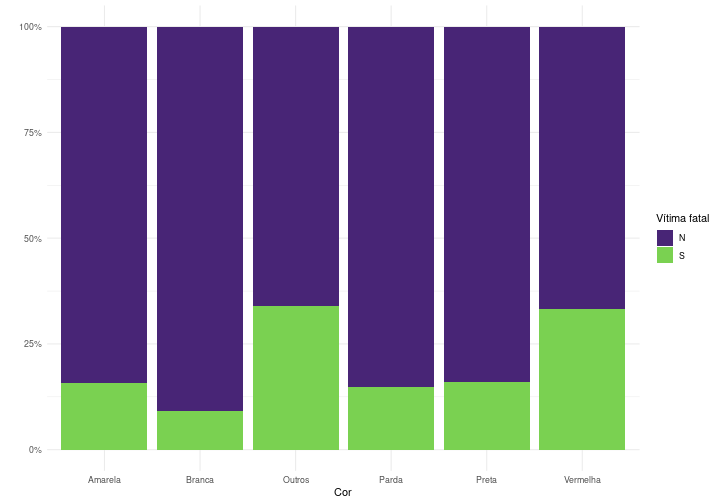 100%
75%
50%
25%
0%
Amarela Branca Outros Parda Preta Vermelha
Cor
Vítima fatal
N
S